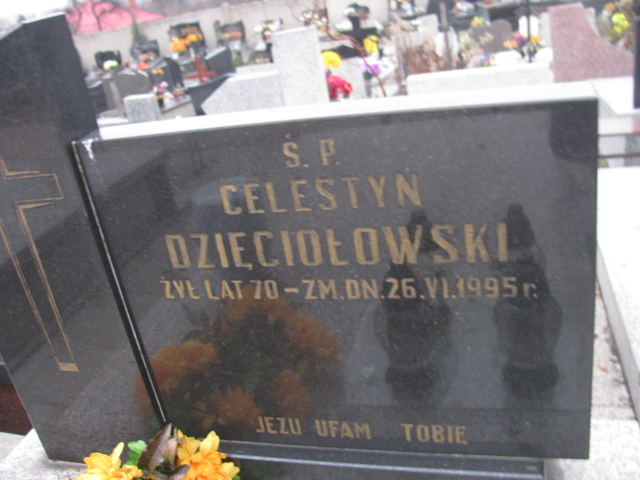 Ś. P.
CELESTYN
DZIĘCIOŁOWSKI
ŻYŁ LAT 70 – ZM. DN. 26. VI. 1995 r.
JEZU UFAM TOBIE